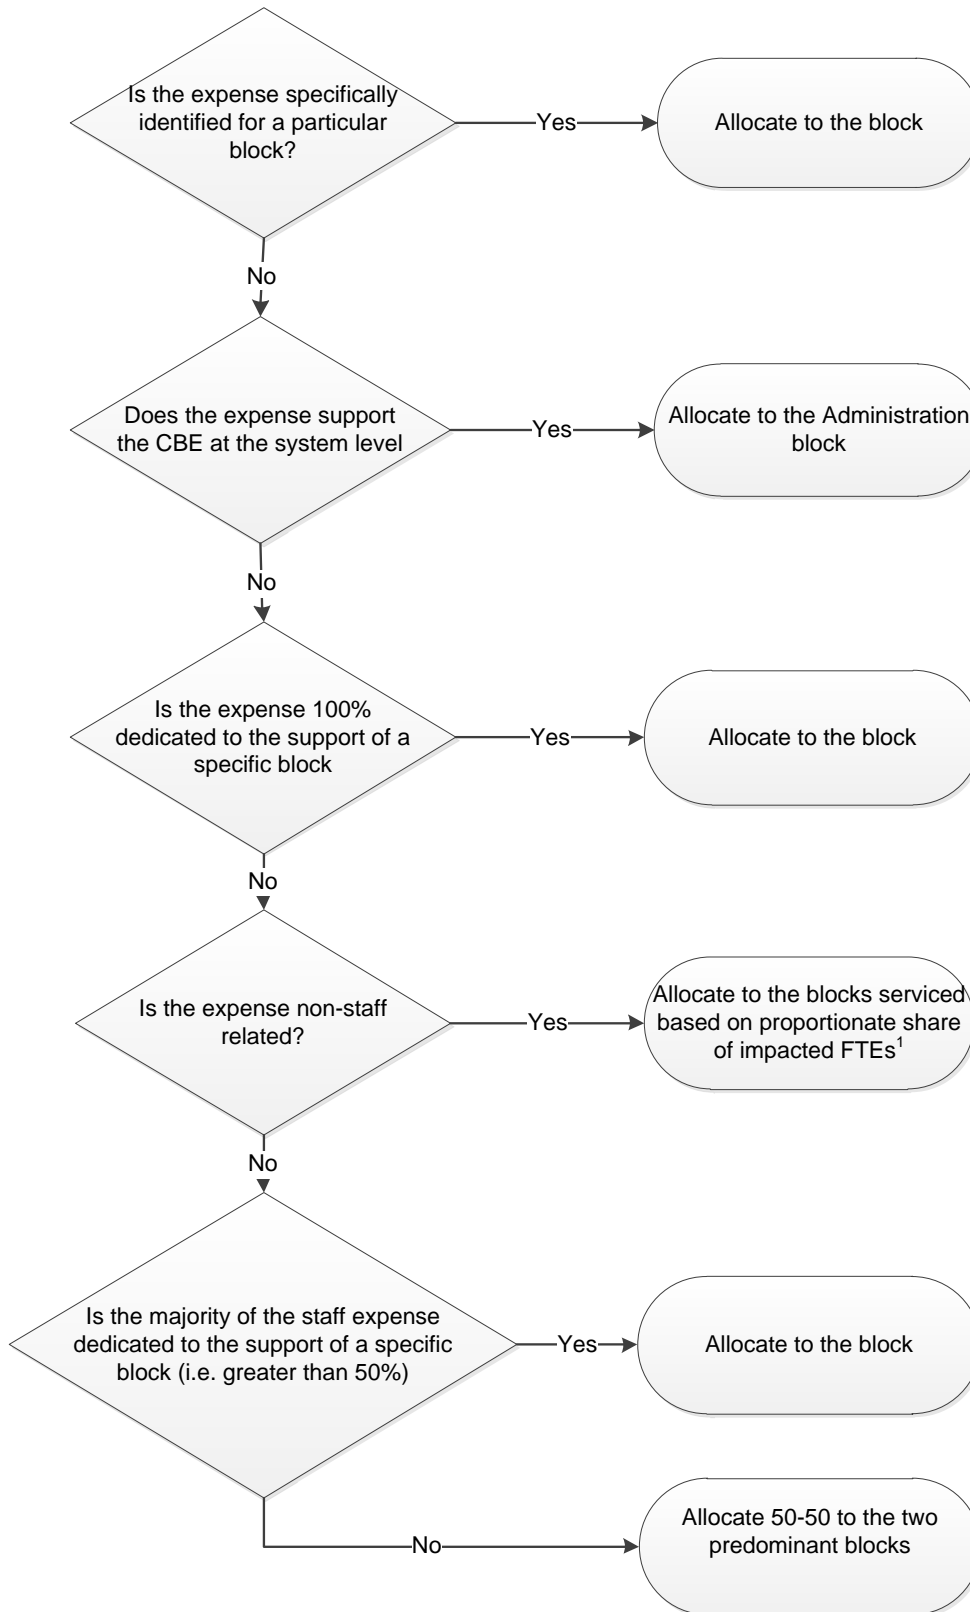 Is the expense specifically
identified for a particular
block?
Yes
Allocate to the block
No
Does the expense support
the CBE at the system level
Yes
Allocate to the Administration
block
No
Is the expense 100%
dedicated to the support of a
specific block
Yes
Allocate to the block
No
Is the expense non-staff
related?
Yes
Allocate to the blocks serviced
based on proportionate share
of impacted FTEs¹
No
Is the majority of the staff expense
dedicated to the support of a specific
block (i.e. greater than 50%)
Yes
Allocate to the block
No
Allocate 50-50 to the two
predominant blocks